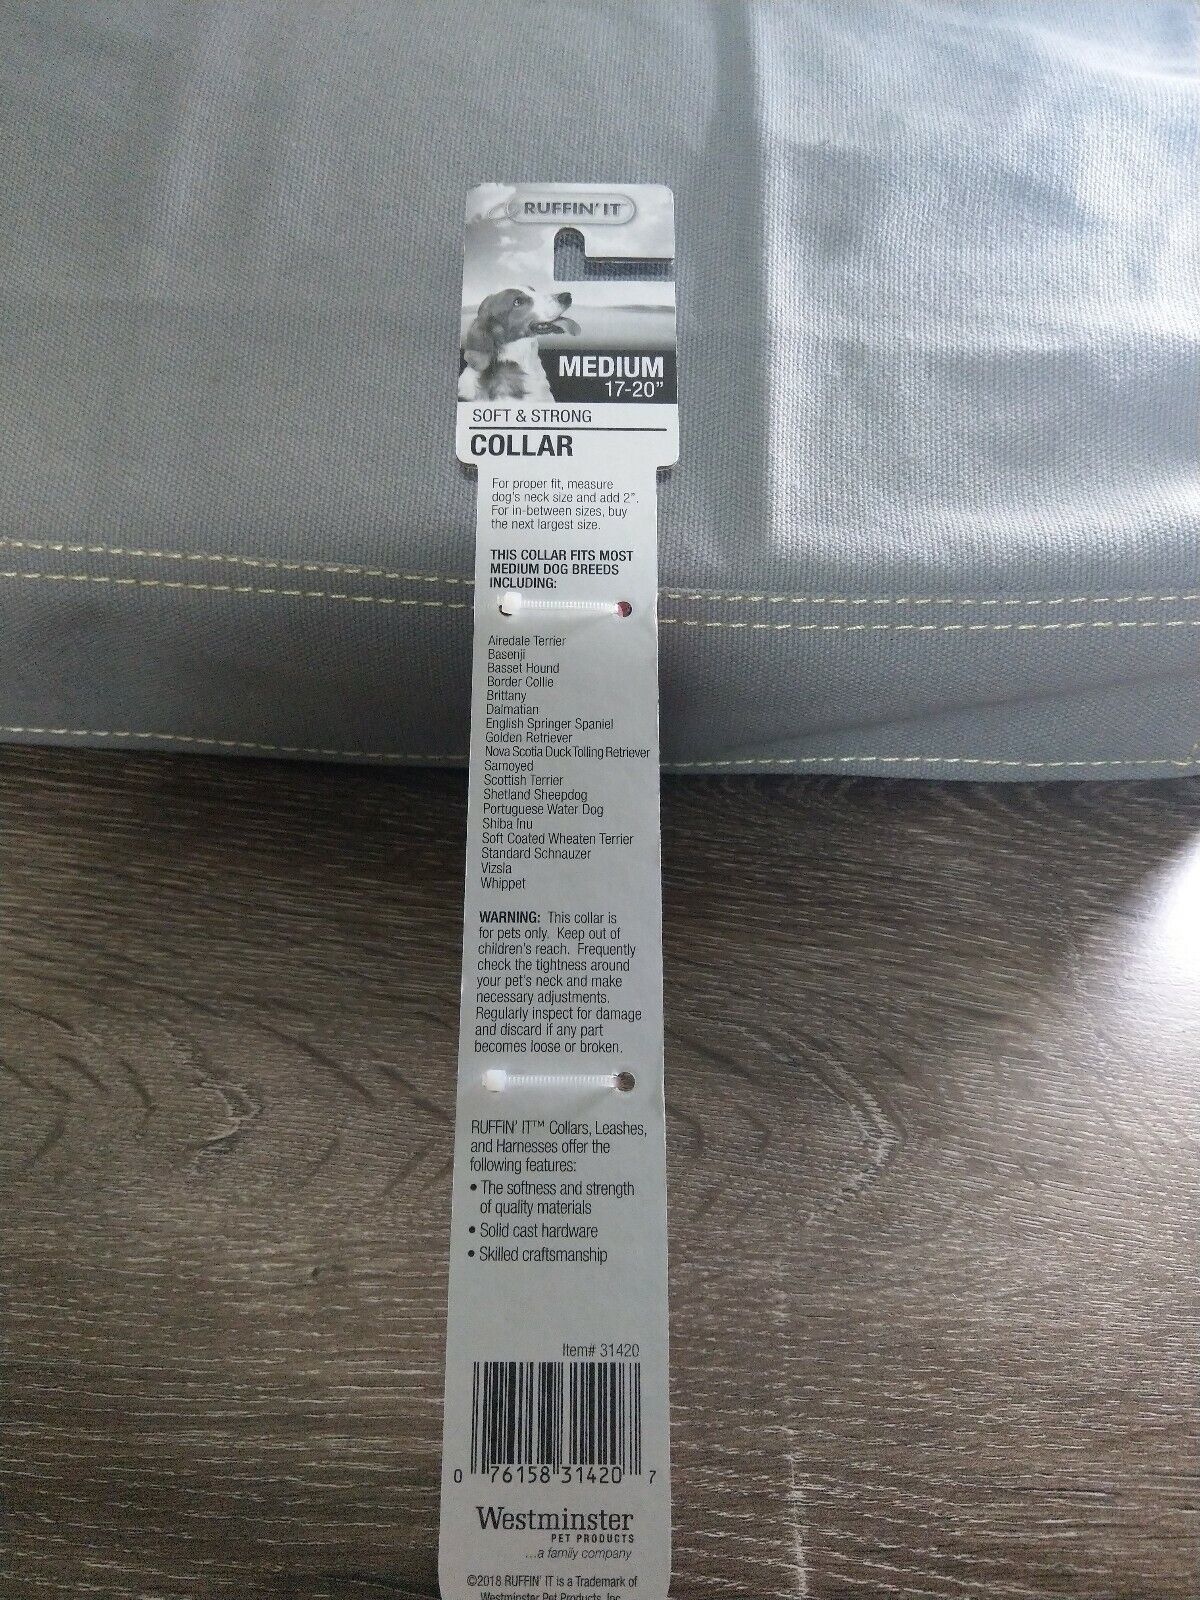 RUFFIN' IT
MEDIUM
17-20”
SOFT & STRONG
COLLAR
For proper fit, measure
dog's neck size and add 2”.
For in-between sizes, buy
the next largest size.
THIS COLLAR FITS MOST
MEDIUM DOG BREEDS
INCLUDING:
Airedale Terrier
Basenji
Basset Hound
Border Collie
Brittany
Dalmatian
English Springer Spaniel
Golden Retriever
Nova Scotia Duck Tolling Retriever
Samoyed
Scottish Terrier
Shetland Sheepdog
Portuguese Water Dog
Shiba Inu
Soft Coated Wheaten Terrier
Standard Schnauzer
Vizsla
Whippet
WARNING: This collar is
for pets only. Keep out of
children's reach. Frequently
check the tightness around
your pet's neck and make
necessary adjustments.
Regularly inspect for damage
and discard if any part
becomes loose or broken.
RUFFIN' IT™ Collars, Leashes,
and Harnesses offer the
following features:
• The softness and strength
of quality materials
• Solid cast hardware
• Skilled craftsmanship
Item# 31420
0 76158 31420 7
Westminster
PET PRODUCTS
...a family company
©2018 RUFFIN' IT is a Trademark of
Westminster Pet Products, Inc.